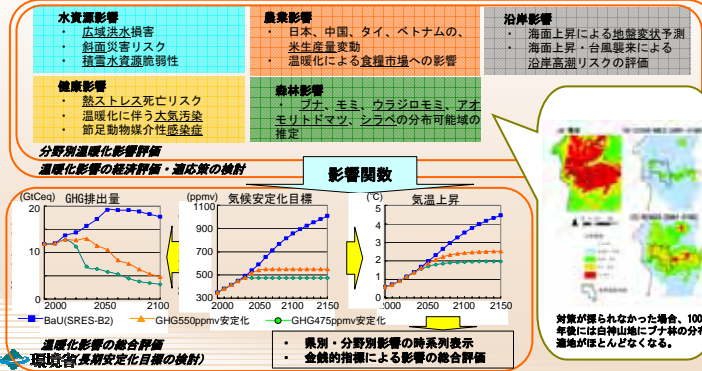 水資源影響
・ 広域洪水損害
・ 斜面災害リスク
・ 積雪水資源脆弱性
農業影響
・ 日本、中国、タイ、ベトナムの、
米生産量変動
・ 温暖化による食糧市場への影響
沿岸影響
・ 海面上昇による地盤変状予測
・ 海面上昇・台風襲来による
沿岸高潮リスクの評価
健康影響
・ 熱ストレス死亡リスク
・ 温暖化に伴う大気汚染
・ 節足動物媒介性感染症
森林影響
・ ブナ、モミ、ウラジロモミ、アオ
モリトドマツ、シラベの分布可能域の
推定
分野別温暖化影響評価
温暖化影響の経済評価・適応策の検討
影響関数
(GtCeq) GHG排出量
20
10
0
2000 2050 2100
(ppmv) 気候安定化目標
1100
900
700
500
300
2000 2050 2100 2150
(℃) 気温上昇
5
4
3
2
1
0
2000 2050 2100 2150
BaU(SRES-B2) GHG550ppmv安定化 GHG475ppmv安定化
温暖化影響の総合評価
環境省
(長期安定化目標の検討)
・ 県別・分野別影響の時系列表示
・ 金銭的指標による影響の総合評価
対策が採られなかった場合、100
年後には白神山地にブナ林の分布
適地がほとんどなくなる。